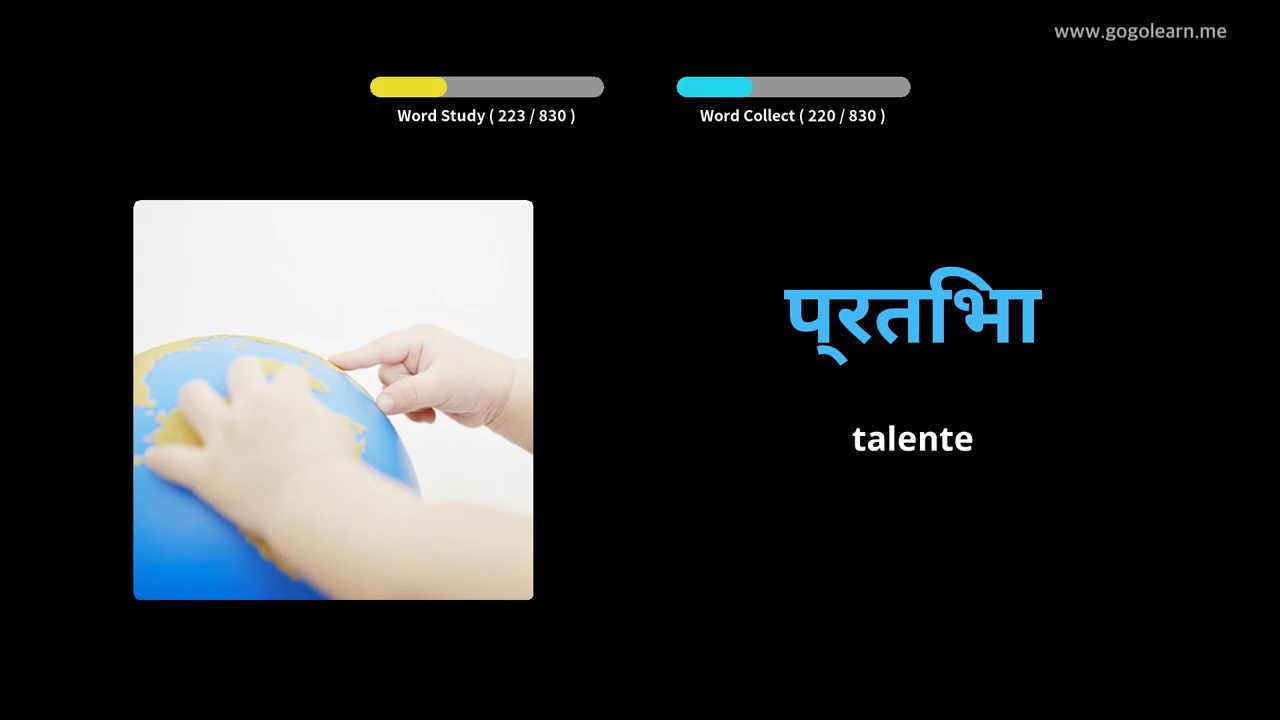 www.gogolearn.me
Word Study ( 223 / 830 )
Word Collect ( 220 / 830 )
प्रतिभा
talente